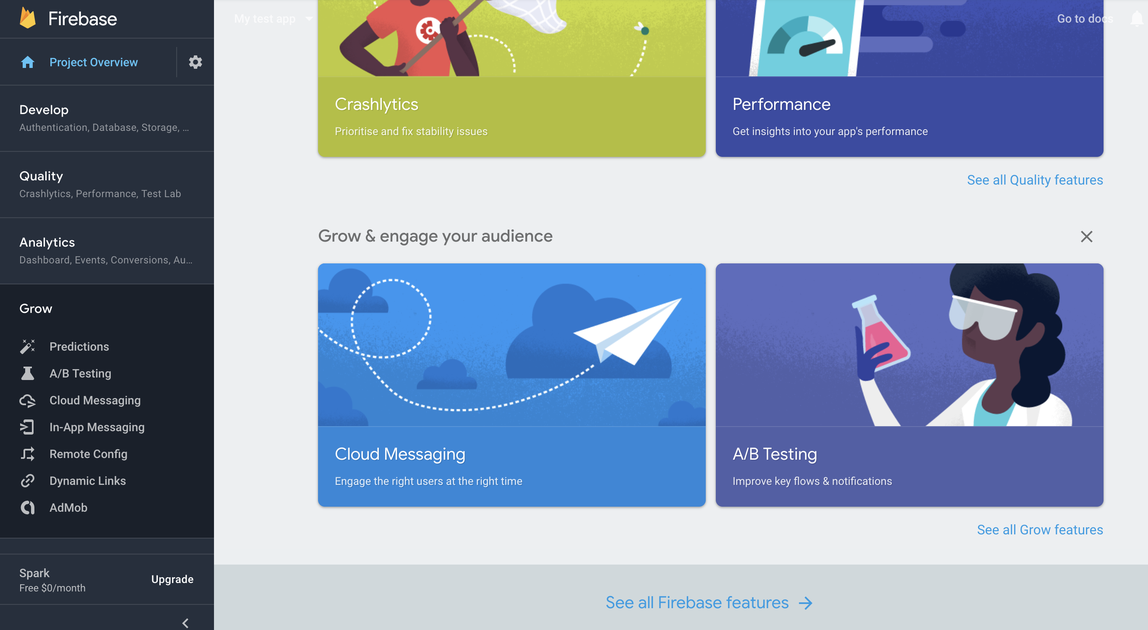 Firebase
Project Overview
Develop
Authentication, Database, Storage, ...
Quality
Crashlytics, Performance, Test Lab
Analytics
Dashboard, Events, Conversions, Au...
Grow
Predictions
A/B Testing
Cloud Messaging
In-App Messaging
Remote Config
Dynamic Links
AdMob
Spark
Free $0/month
Upgrade
My test app
Go to docs
Crashlytics
Prioritise and fix stability issues
Performance
Get insights into your app's performance
See all Quality features
Grow & engage your audience
Cloud Messaging
Engage the right users at the right time
A/B Testing
Improve key flows & notifications
See all Grow features
See all Firebase features